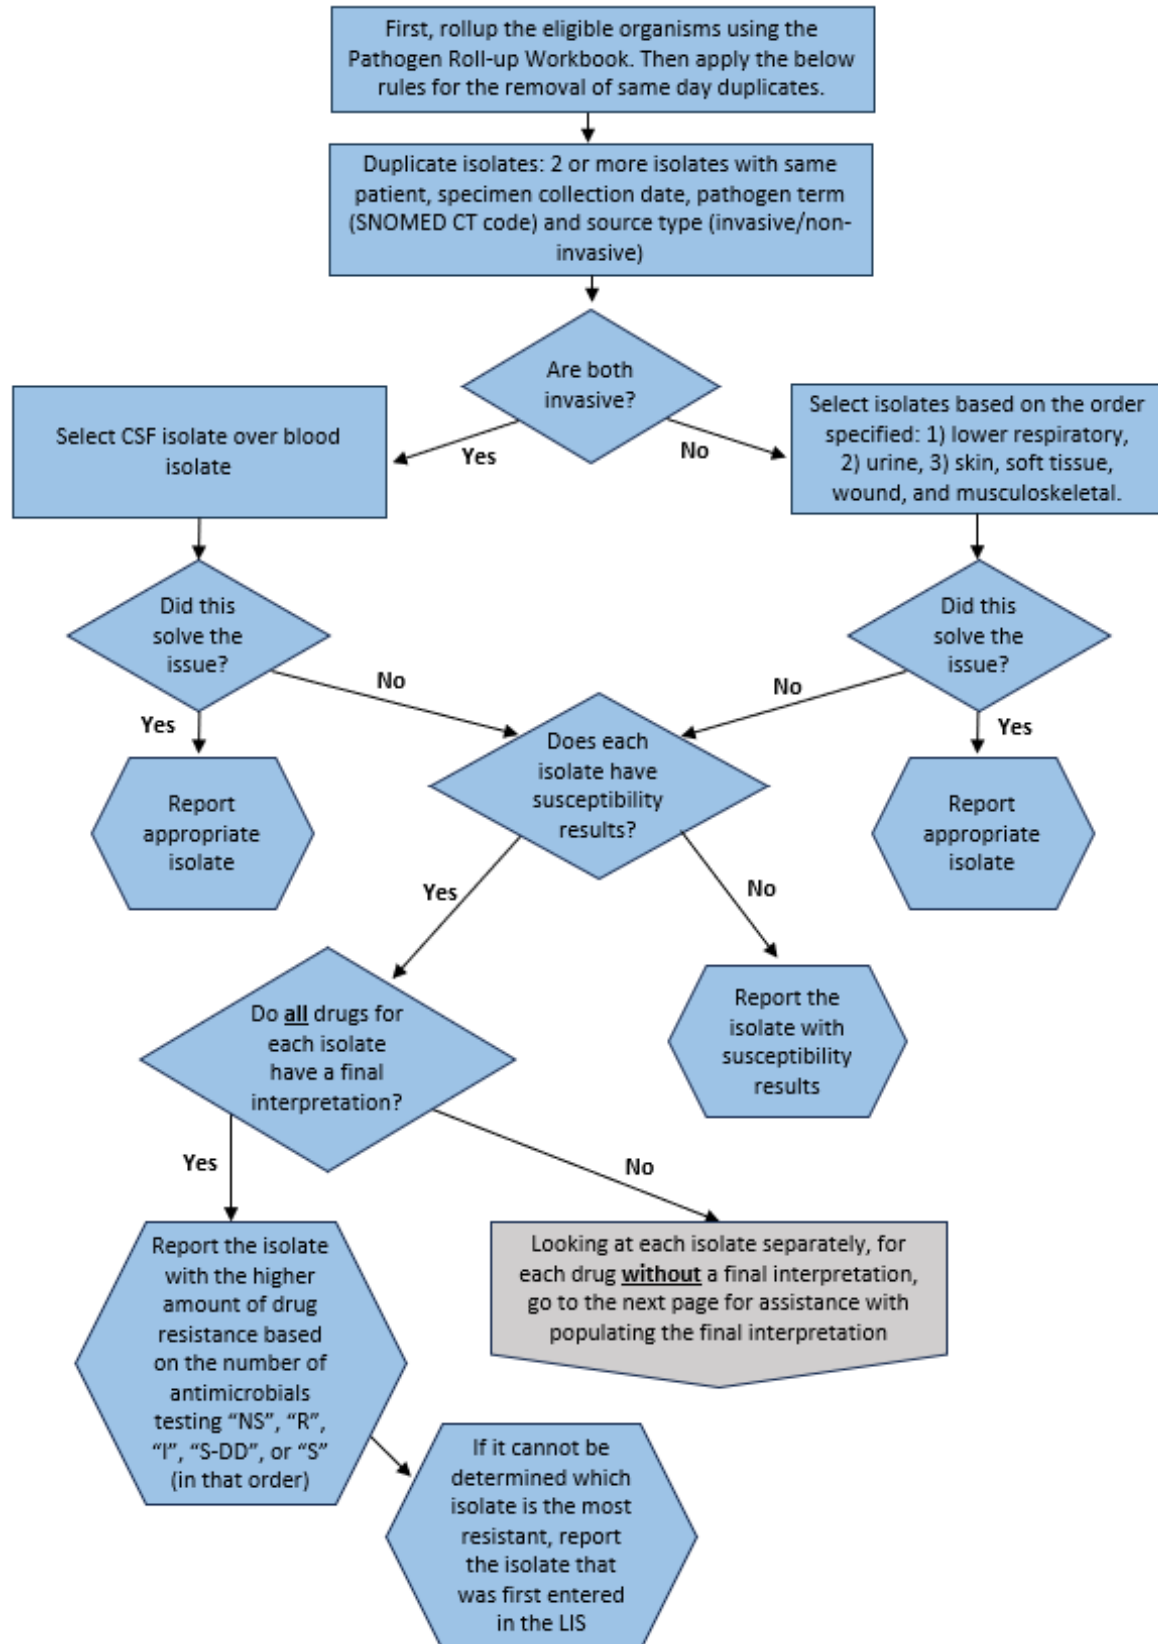 First, rollup the eligible organisms using the
Pathogen Roll-up Workbook. Then apply the below
rules for the removal of same day duplicates.
Duplicate isolates: 2 or more isolates with same
patient, specimen collection date, pathogen term
(SNOMED CT code) and source type (invasive/non-
invasive)
Are both
invasive?
Yes
No
Select CSF isolate over blood
isolate
Select isolates based on the order
specified: 1) lower respiratory,
2) urine, 3) skin, soft tissue,
wound, and musculoskeletal.
Did this
solve the
issue?
Did this
solve the
issue?
No
No
Yes
Yes
Report
appropriate
isolate
Does each
isolate have
susceptibility
results?
Report
appropriate
isolate
Yes
No
Do all drugs for
each isolate
have a final
interpretation?
Report the
isolate with
susceptibility
results
Yes
No
Report the isolate
with the higher
amount of drug
resistance based
on the number of
antimicrobials
testing “NS”, “R”,
“I”, “S-DD”, or “S”
(in that order)
Looking at each isolate separately, for
each drug without a final interpretation,
go to the next page for assistance with
populating the final interpretation
If it cannot be
determined which
isolate is the most
resistant, report
the isolate that
was first entered
in the LIS